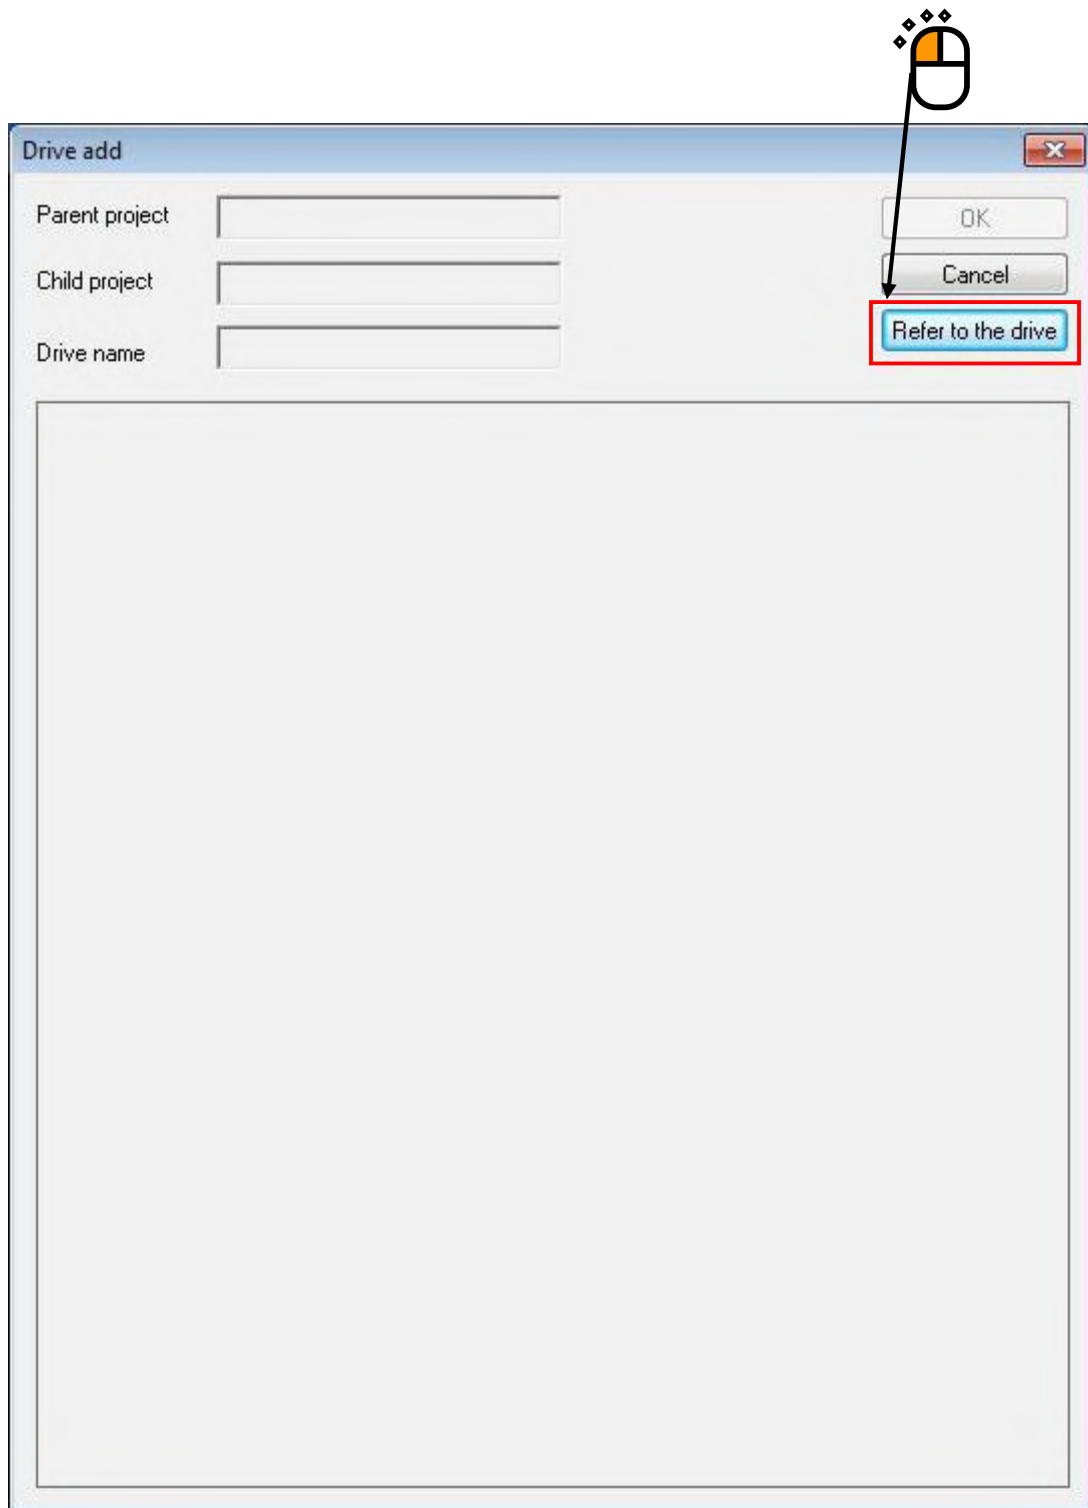 Drive add
Parent project
OK
Child project
Cancel
Refer to the drive
Drive name